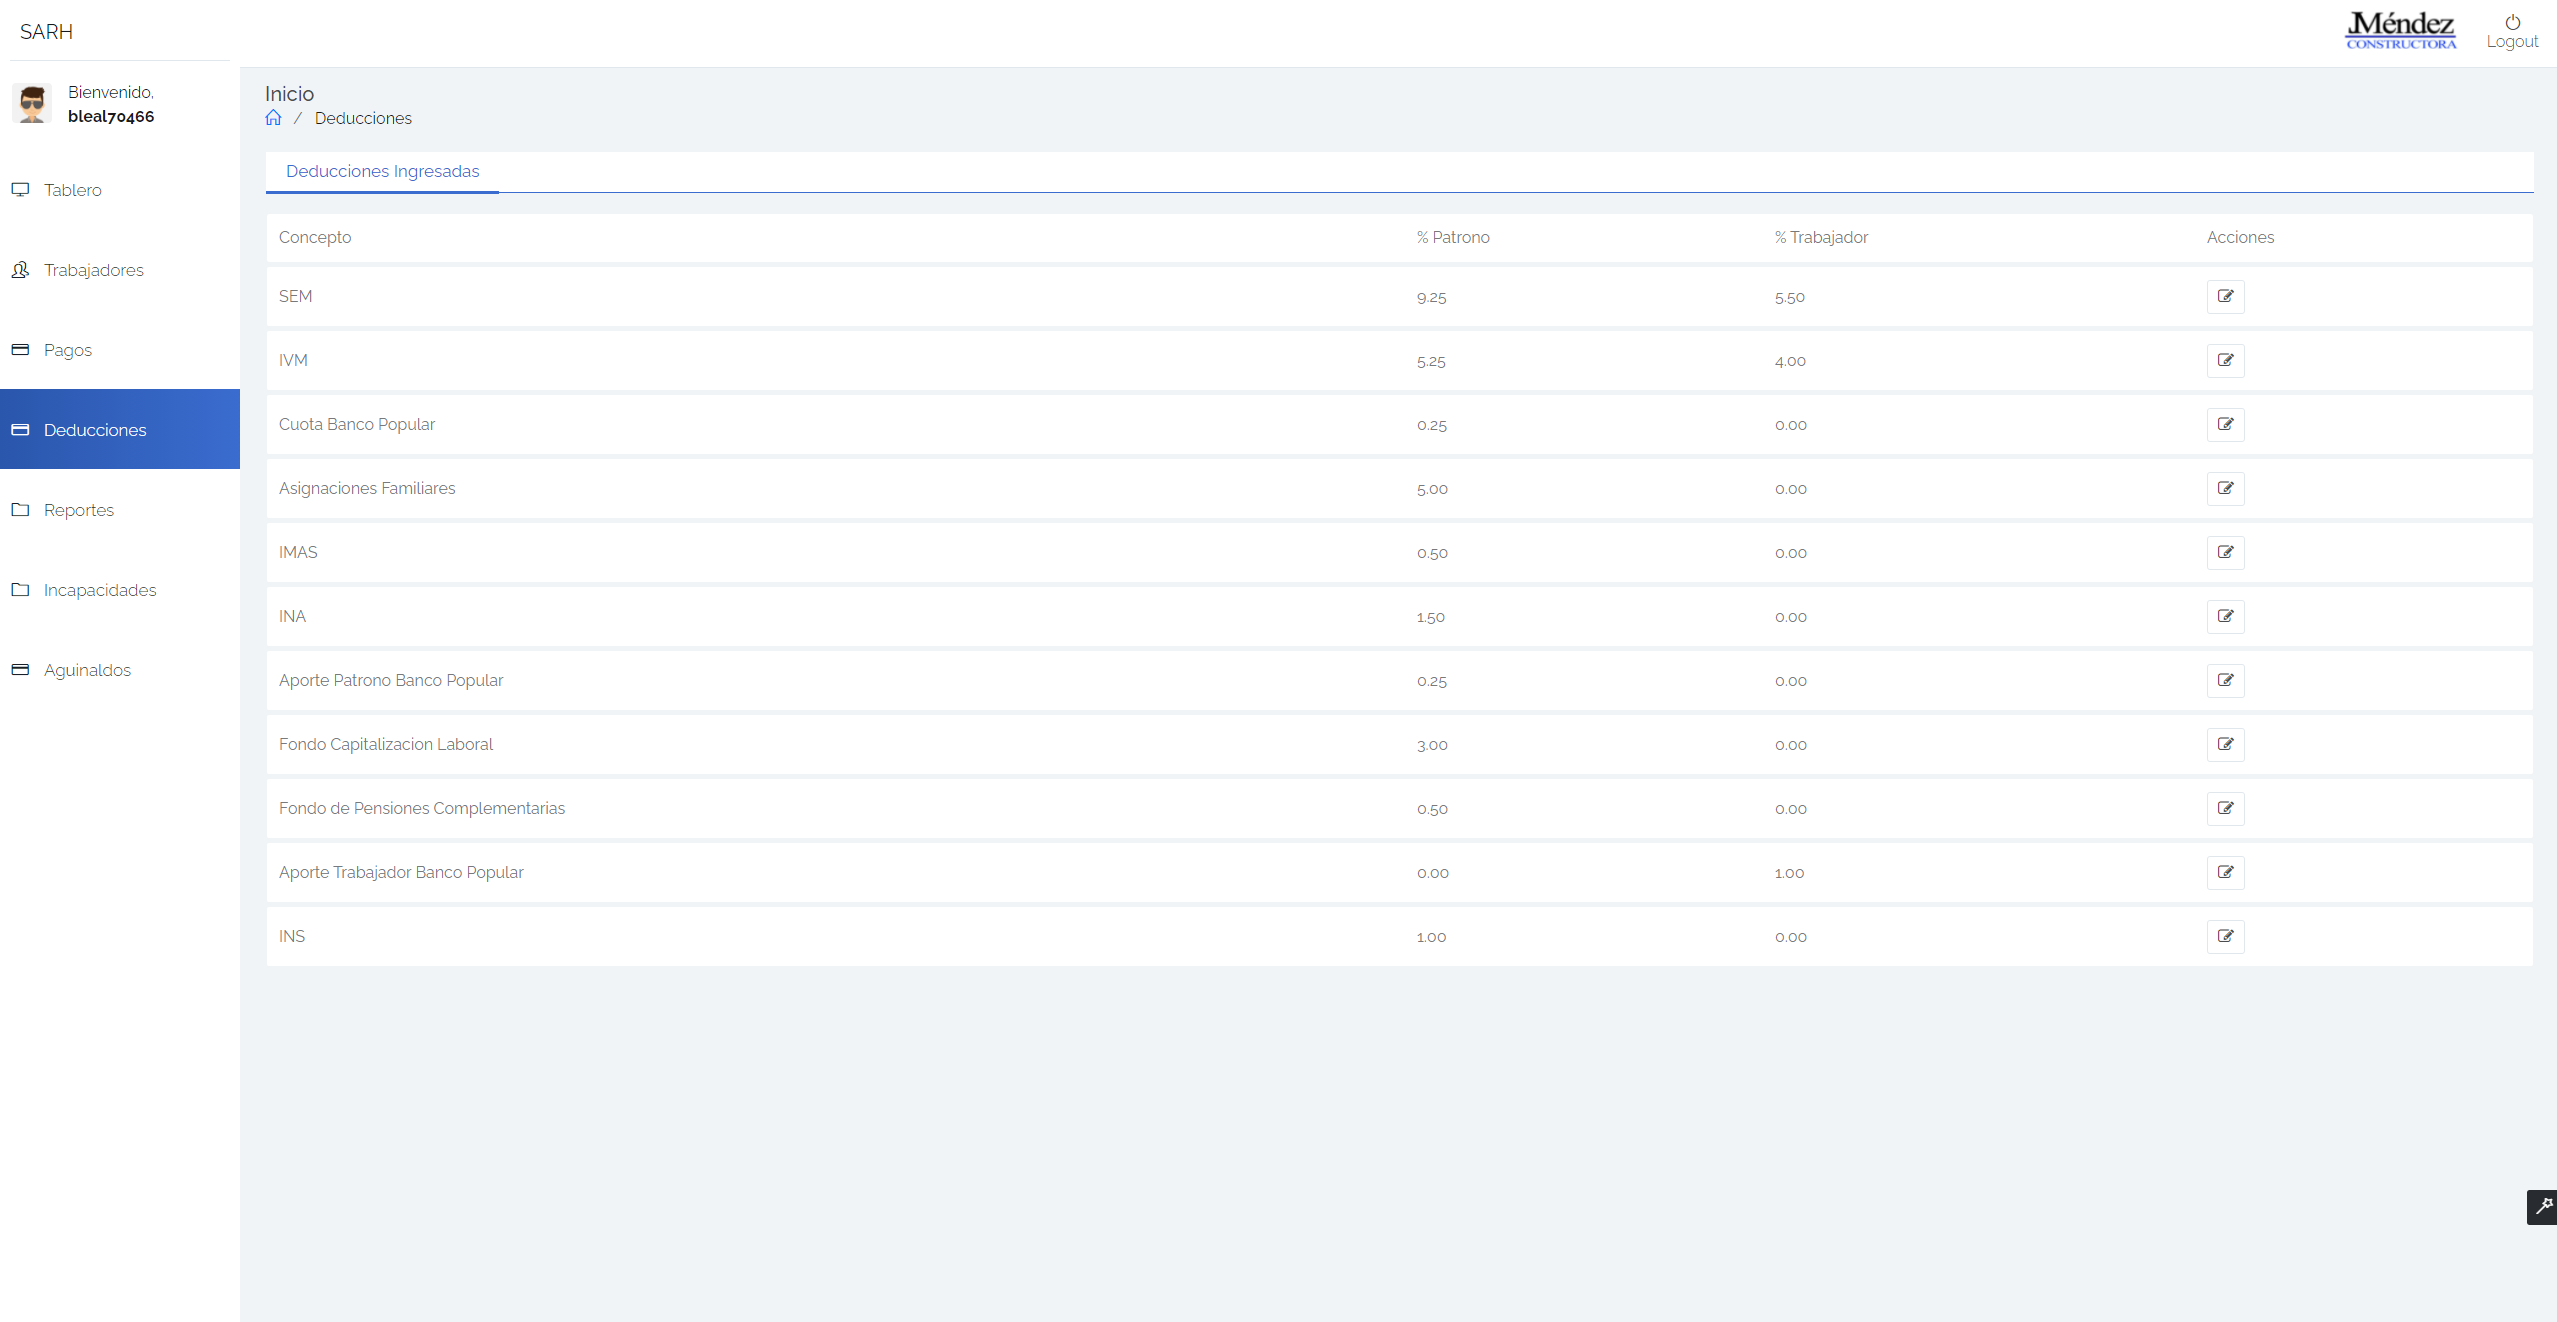 SARH
JMéndez
CONSTRUCTORA
Logout
Bienvenido,
bleal70466
Tablero
Trabajadores
Pagos
Deducciones
Reportes
Incapacidades
Aguinaldos
Inicio
/ Deducciones
Deducciones Ingresadas
Concepto % Patrono % Trabajador Acciones
SEM 9.25 5.50
IVM 5.25 4.00
Cuota Banco Popular 0.25 0.00
Asignaciones Familiares 5.00 0.00
IMAS 0.50 0.00
INA 1.50 0.00
Aporte Patrono Banco Popular 0.25 0.00
Fondo Capitalizacion Laboral 3.00 0.00
Fondo de Pensiones Complementarias 0.50 0.00
Aporte Trabajador Banco Popular 0.00 1.00
INS 1.00 0.00